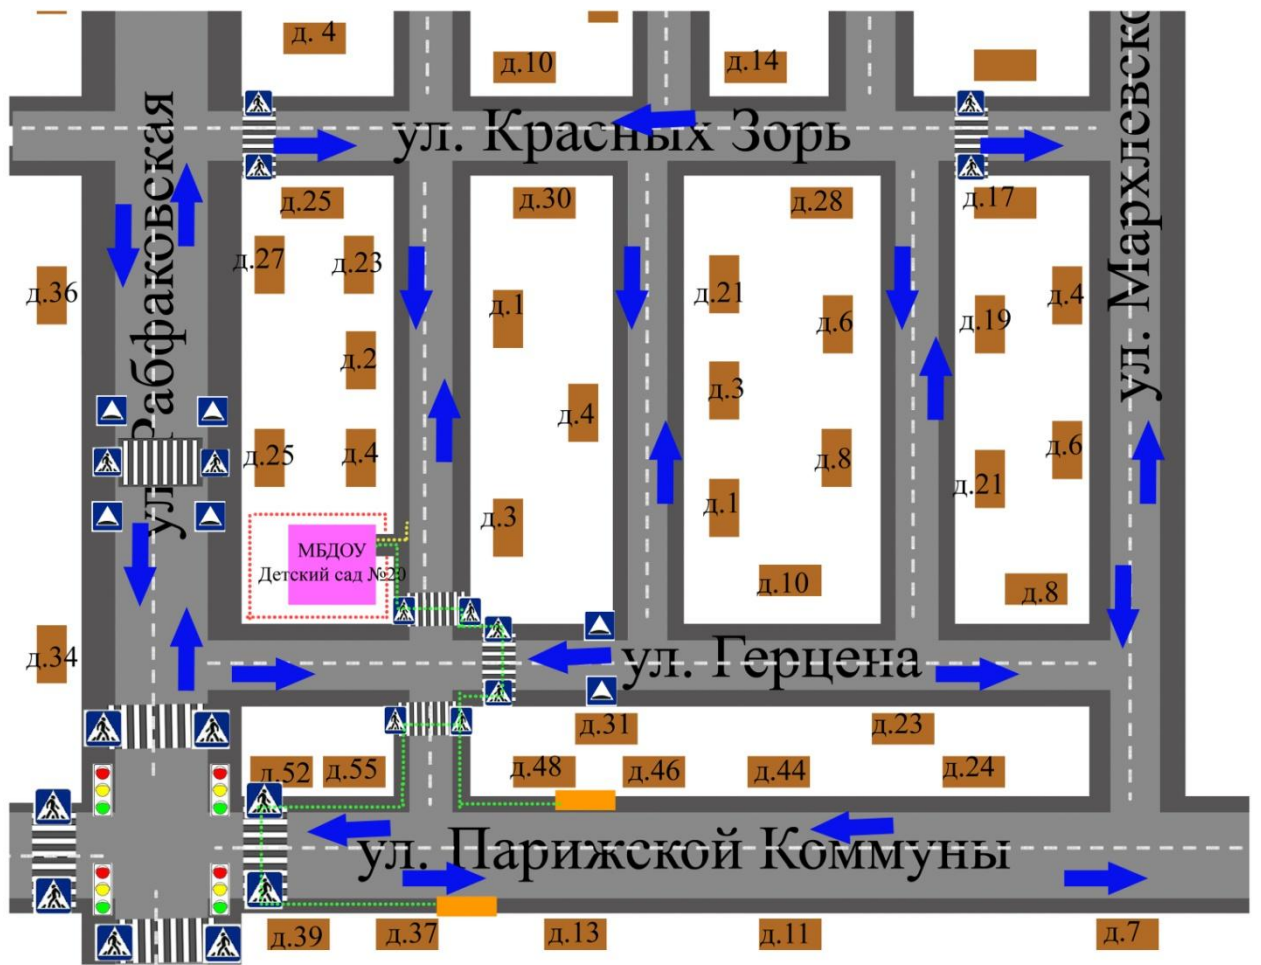 д. 4
д.10
д.14
ул. Красных Зорь
ул. Рабфаковская
ул. Мархлевско
д.25
д.30
д.28
д.17
д.27
д.23
д.36
д.1
д.21
д.6
д.19
д.4
д.2
д.3
д.4
д.25
д.4
д.8
д.6
д.21
д.3
д.1
МБДОУ
Детский сад №20
д.10
д.8
д.34
ул. Герцена
д.31
д.23
д.52
д.55
д.48
д.46
д.44
д.24
ул. Парижской Коммуны
д.39
д.37
д.13
д.11
д.7